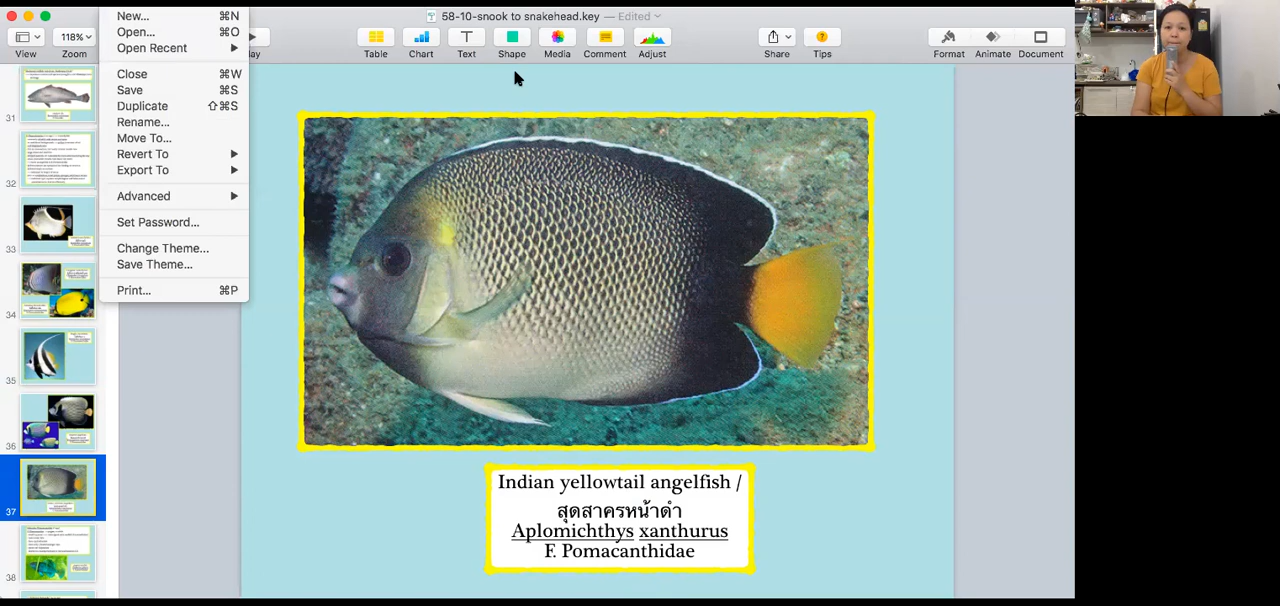 58-10-snook to snakehead.key — Edited
View
118%
Zoom
lay
Table
Chart
Text
Shape
Media
Comment
Adjust
Share
Tips
Format
Animate
Document
New... ⌘N
Open... ⌘O
Open Recent
Close ⌘W
Save ⌘S
Duplicate ⇧⌘S
Rename...
Move To...
Revert To
Export To
Advanced
Set Password...
Change Theme...
Save Theme...
Print... ⌘P
31
32
33
34
35
36
37
38
Indian yellowtail angelfish /
สุดสาครหน้าดำ
Aplomichthys xanthurus
F. Pomacanthidae